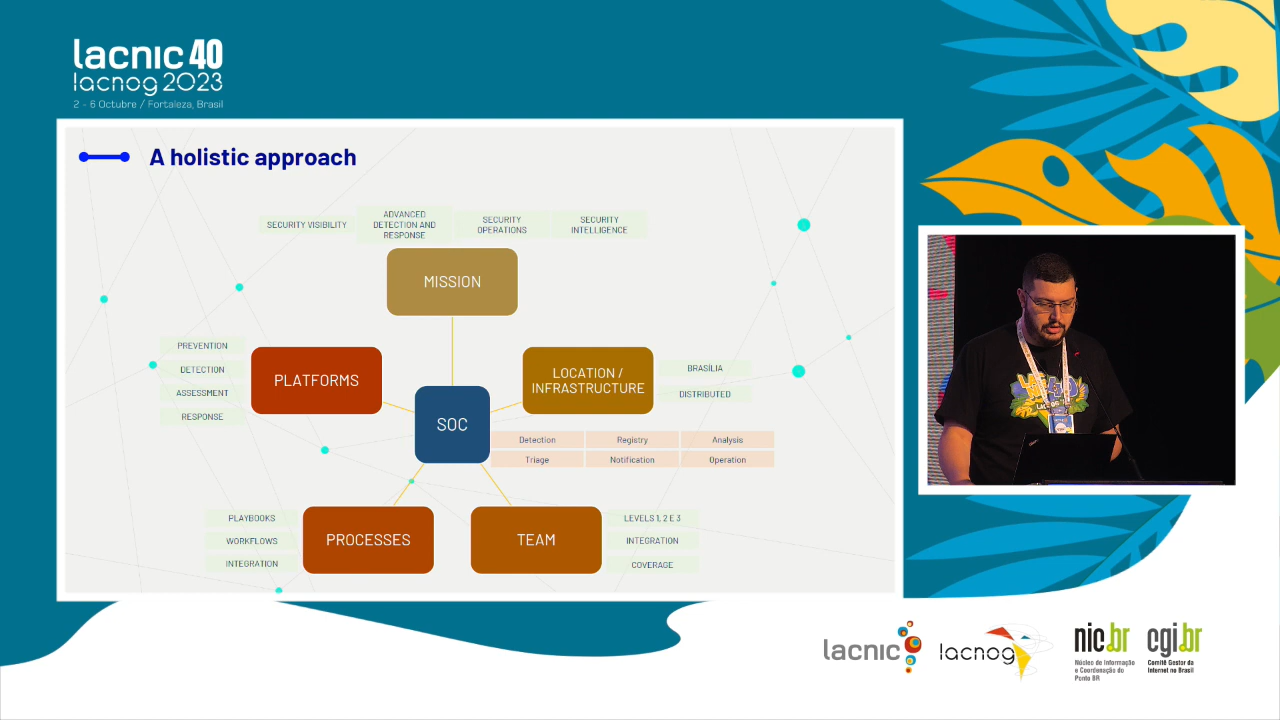 lacnic 40
lacnog 2023
2 - 6 Octubre / Fortaleza, Brasil
A holistic approach
SECURITY VISIBILITY
ADVANCED
DETECTION AND
RESPONSE
SECURITY
OPERATIONS
SECURITY
INTELLIGENCE
MISSION
PREVENTION
DETECTION
ASSESSMENT
RESPONSE
PLATFORMS
LOCATION /
INFRASTRUCTURE
BRASÍLIA
DISTRIBUTED
SOC
Detection
Registry
Analysis
Triage
Notification
Operation
PLAYBOOKS
WORKFLOWS
INTEGRATION
PROCESSES
TEAM
LEVELS 1, 2 E 3
INTEGRATION
COVERAGE
lacnic
lacnog
nic.br
Núcleo de Informação
e Coordenação do
Ponto BR
cgi.br
Comitê Gestor da
Internet no Brasil